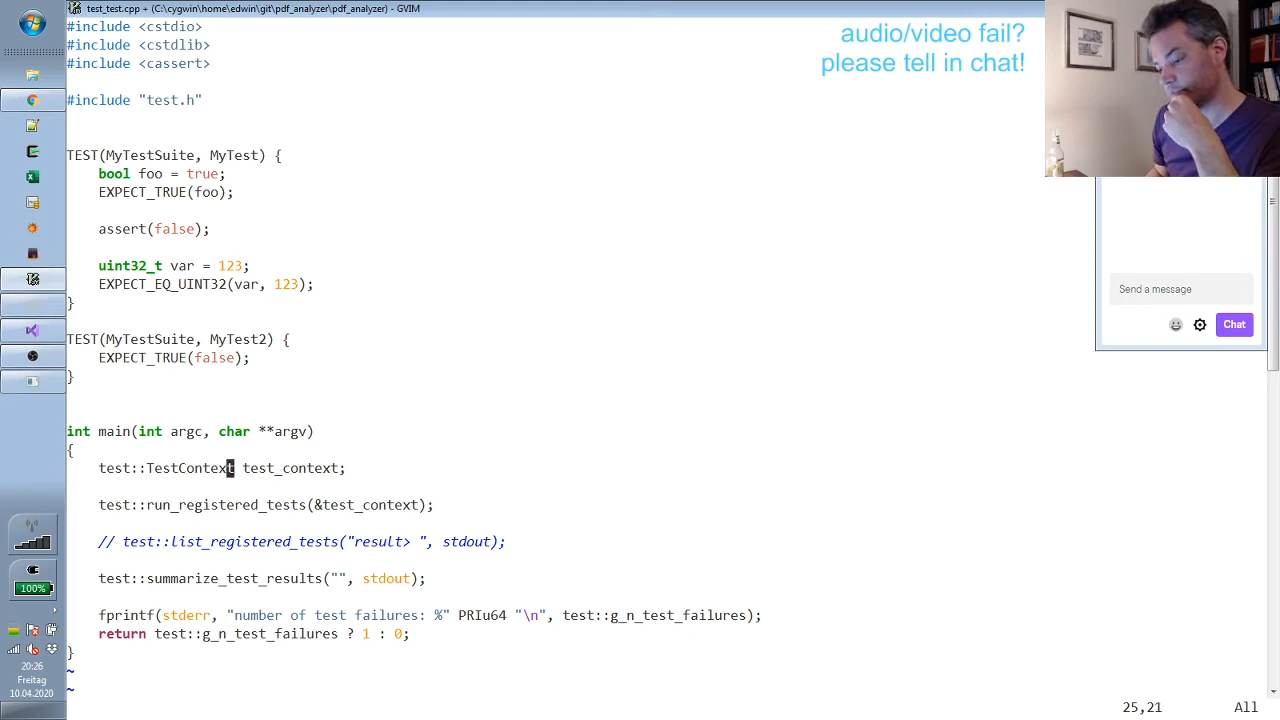 test_test.cpp + (C:\cygwin\home\edwin\git\pdf_analyzer\pdf_analyzer) - GVIM
#include <cstdio>
#include <cstdlib>
#include <cassert>
#include "test.h"
TEST(MyTestSuite, MyTest) {
bool foo = true;
EXPECT_TRUE(foo);
assert(false);
uint32_t var = 123;
EXPECT_EQ_UINT32(var, 123);
}
TEST(MyTestSuite, MyTest2) {
EXPECT_TRUE(false);
}
int main(int argc, char **argv)
{
test::TestContext test_context;
test::run_registered_tests(&test_context);
// test::list_registered_tests("result> ", stdout);
test::summarize_test_results("", stdout);
fprintf(stderr, "number of test failures: %" PRIu64 "\n", test::g_n_test_failures);
return test::g_n_test_failures ? 1 : 0;
}
~
~
25,21 All
audio/video fail?
please tell in chat!
Send a message
Chat
100%
20:26
Freitag
10.04.2020